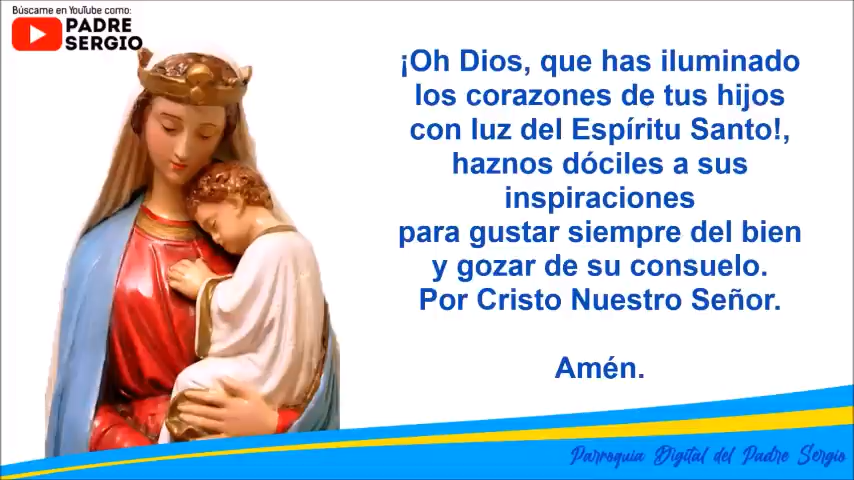 Búscame en YouTube como:
PADRE
SERGIO
¡Oh Dios, que has iluminado
los corazones de tus hijos
con luz del Espíritu Santo!,
haznos dóciles a sus
inspiraciones
para gustar siempre del bien
y gozar de su consuelo.
Por Cristo Nuestro Señor.
Amén.
Parroquia Digital del Padre Sergio